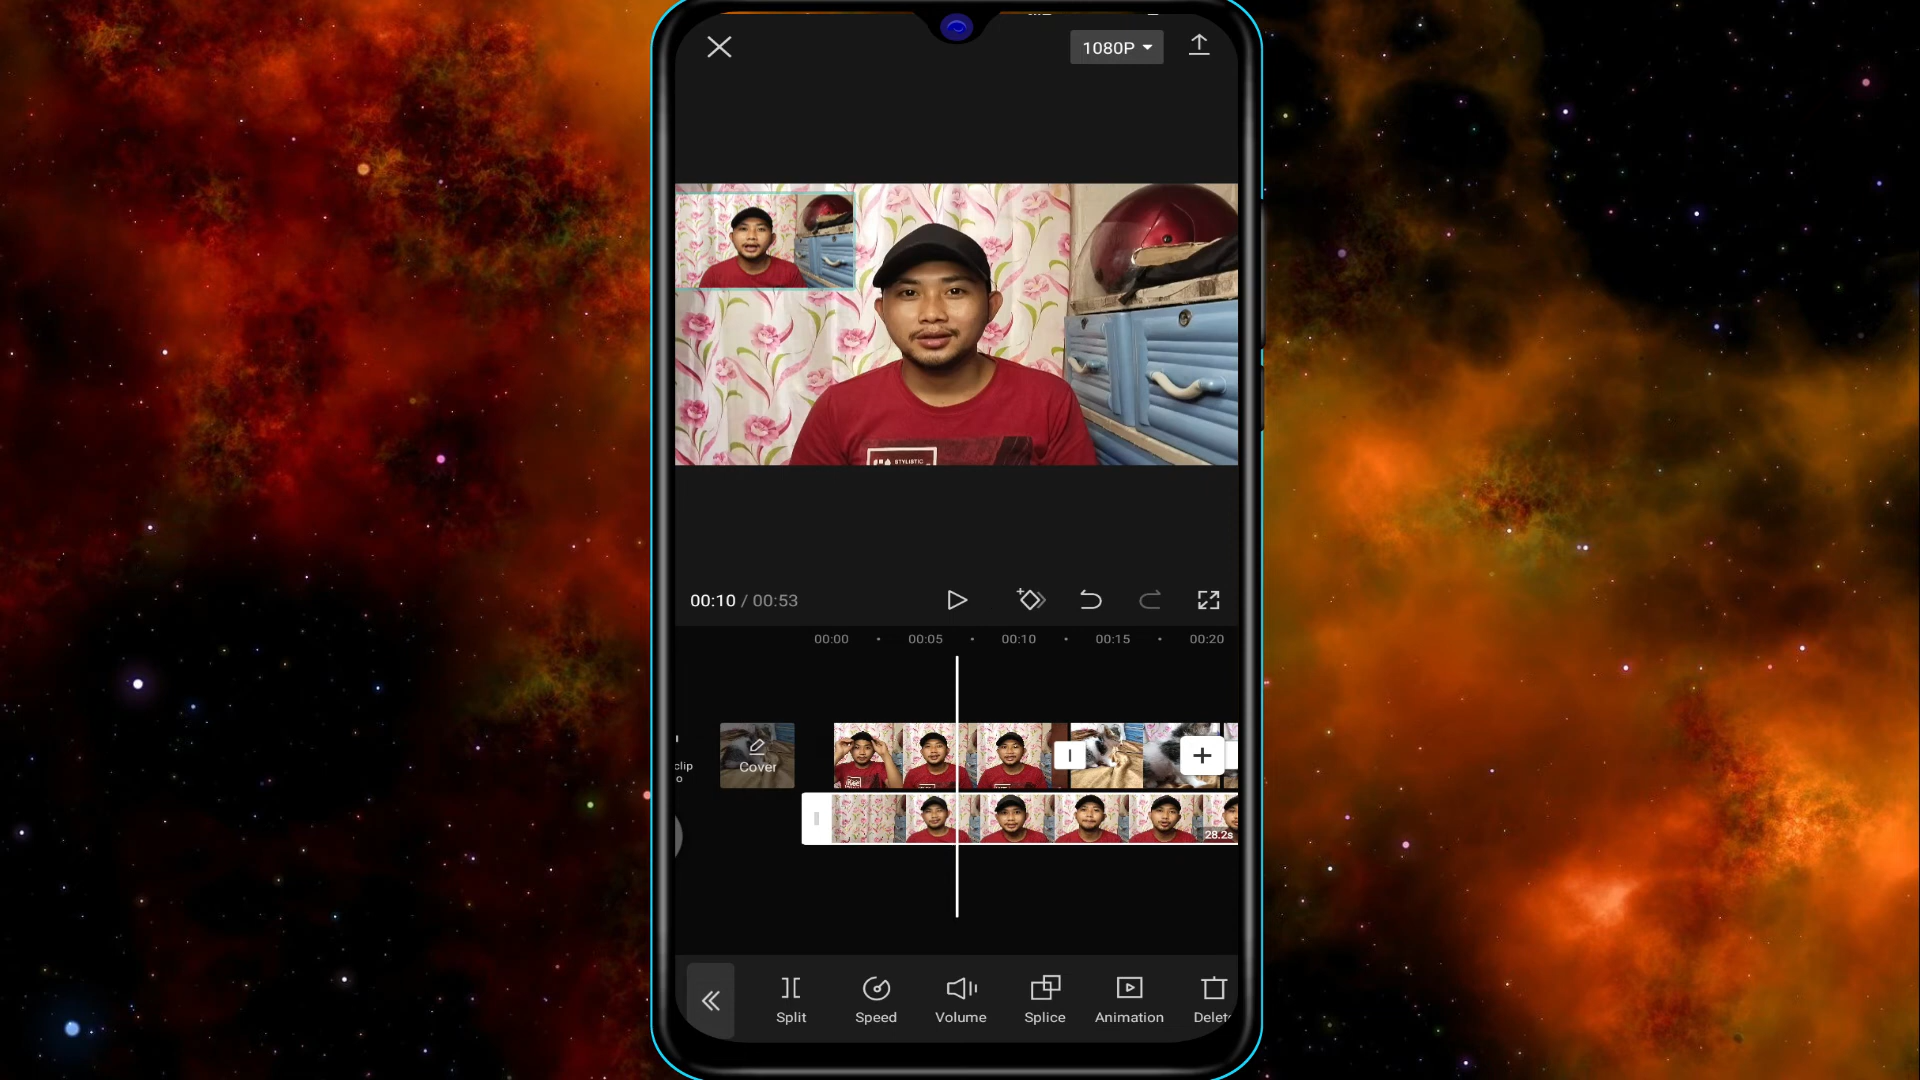 1080P
STYLISTIC
00:10 / 00:53
00:00 00:05 00:10 00:15 00:20
clip
o
Cover
28.2s
Split Speed Volume Splice Animation Delet